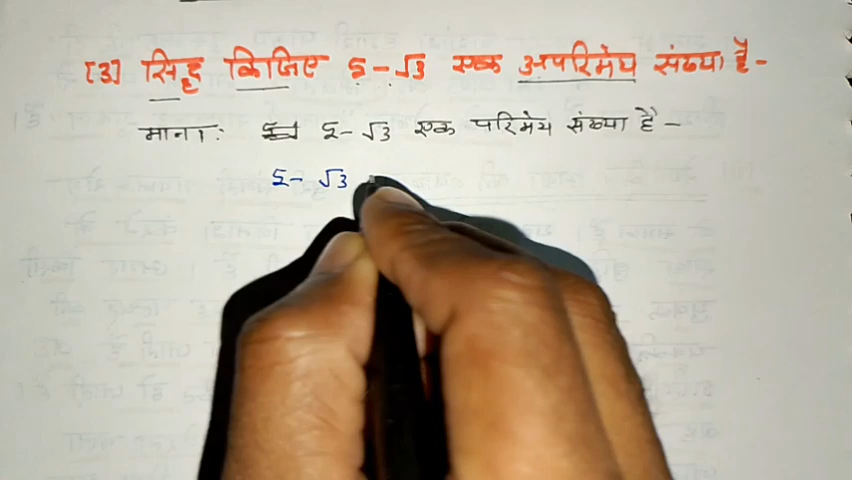 [3] सिद्ध किजिए 5-√3 एक अपरिमेय संख्या है-
माना: 5-√3 एक परिमेय संख्या है-
5-√3